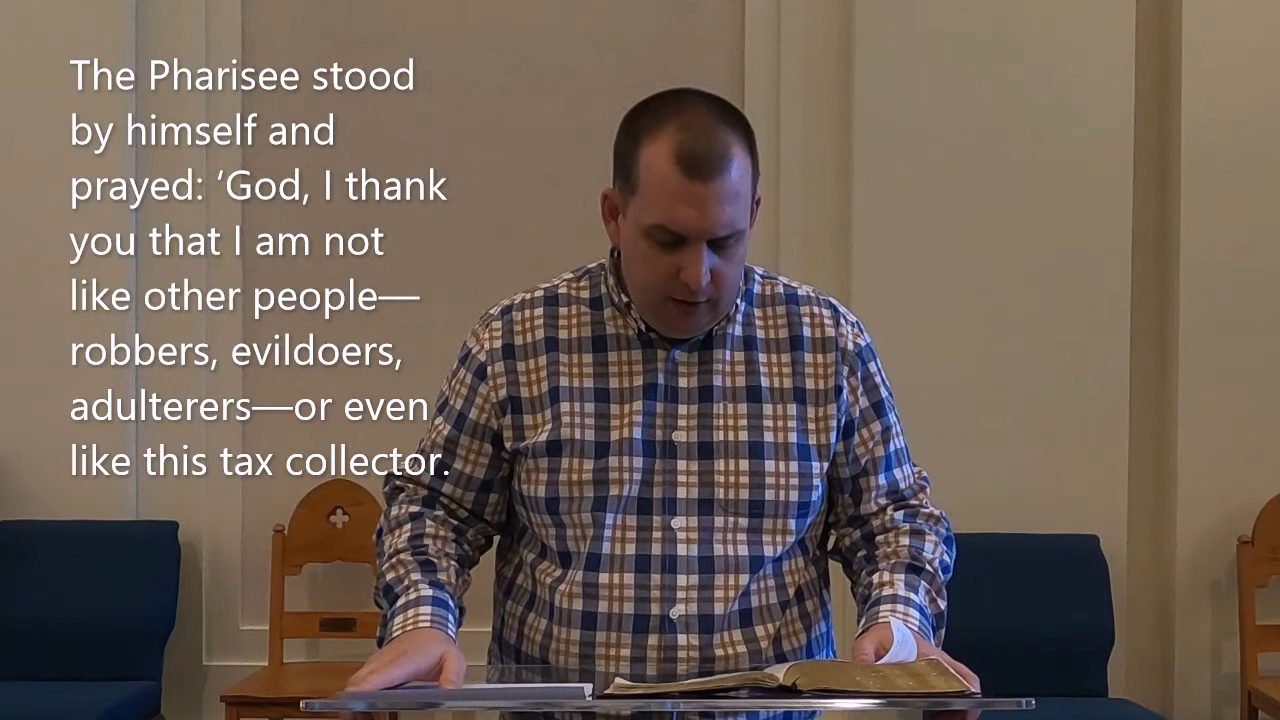 The Pharisee stood
by himself and
prayed: ‘God, I thank
you that I am not
like other people—
robbers, evildoers,
adulterers—or even
like this tax collector.